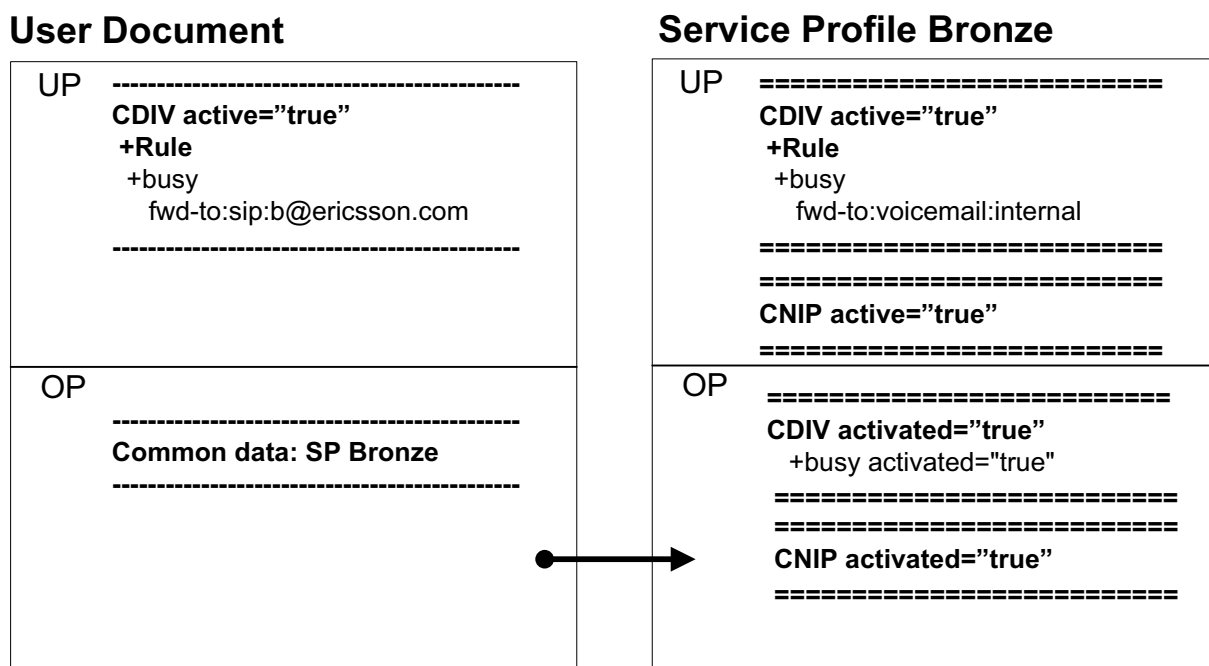 User Document
UP
----------------------------------------------
CDIV active=”true”
+Rule
+busy
fwd-to:sip:b@ericsson.com
----------------------------------------------
OP
----------------------------------------------
Common data: SP Bronze
----------------------------------------------
Service Profile Bronze
UP
==========================
CDIV active=”true”
+Rule
+busy
fwd-to:voicemail:internal
==========================
==========================
CNIP active=”true”
==========================
OP
==========================
CDIV activated=”true”
+busy activated="true"
==========================
==========================
CNIP activated=”true”
==========================